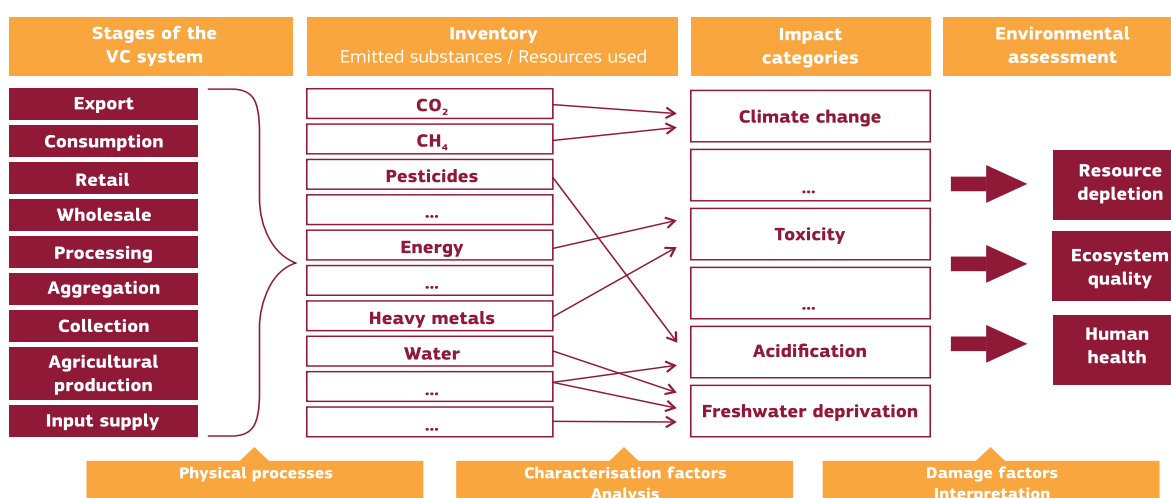 Stages of the
VC system
Inventory
Emitted substances / Resources used
Impact
categories
Environmental
assessment
Export
Consumption
Retail
Wholesale
Processing
Aggregation
Collection
Agricultural
production
Input supply
CO₂
CH₄
Pesticides
...
Energy
...
Heavy metals
Water
...
...
Climate change
...
Toxicity
...
Acidification
Freshwater deprivation
Resource
depletion
Ecosystem
quality
Human
health
Physical processes
Characterisation factors
Analysis
Damage factors
Interpretation